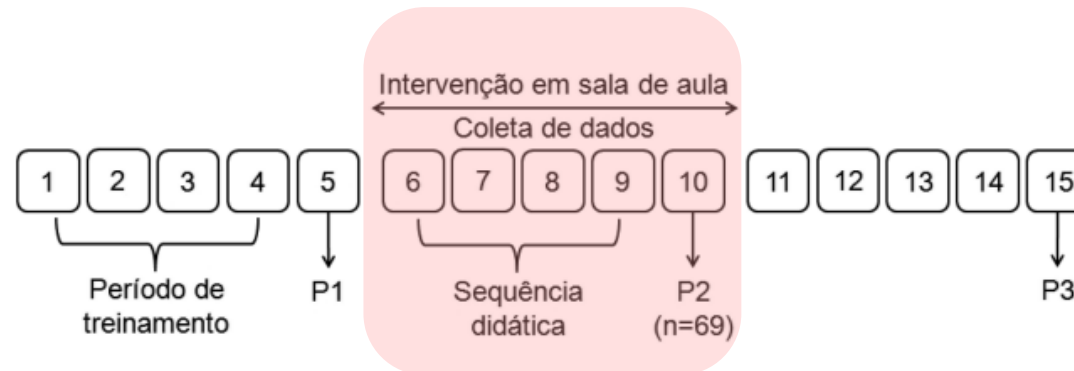 Intervenção em sala de aula
Coleta de dados
1 2 3 4 5 6 7 8 9 10 11 12 13 14 15
Período de
treinamento
P1
Sequência
didática
P2
(n=69)
P3